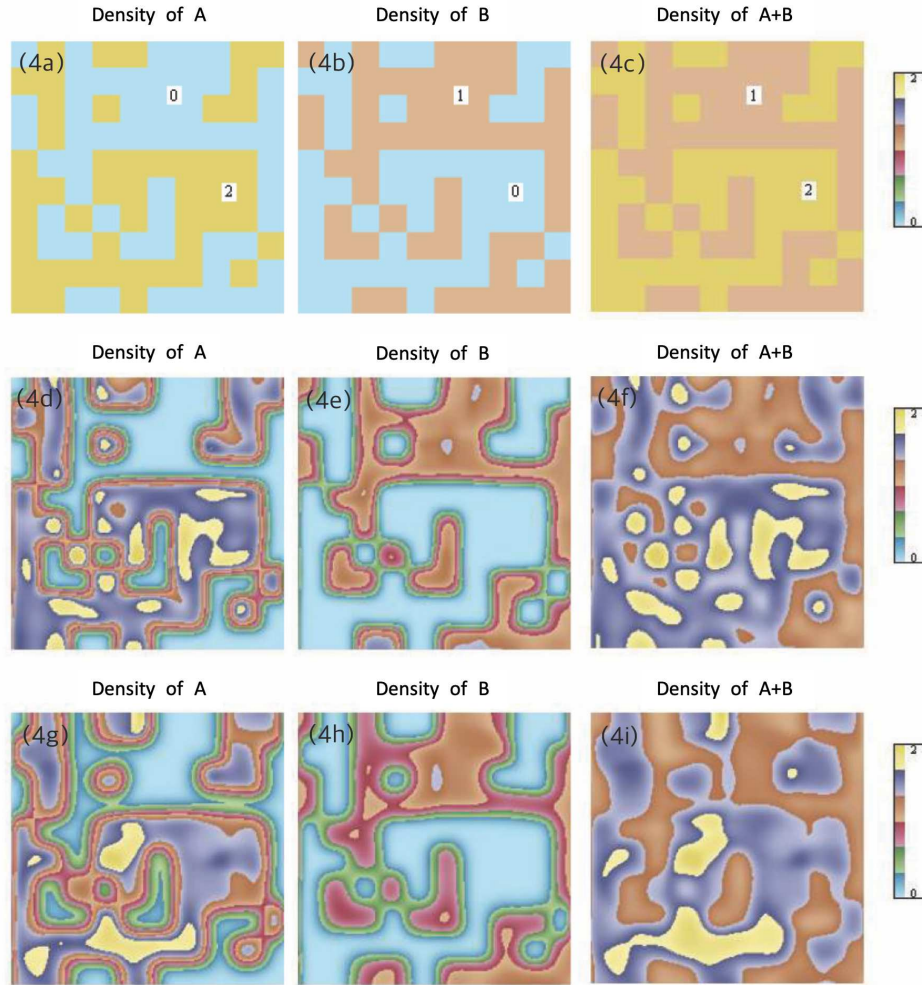 Density of A
Density of B
Density of A+B
(4a)
(4b)
(4c)
2
0
1
1
2
0
2
0
Density of A
Density of B
Density of A+B
(4d)
(4e)
(4f)
2
0
Density of A
Density of B
Density of A+B
(4g)
(4h)
(4i)
2
0